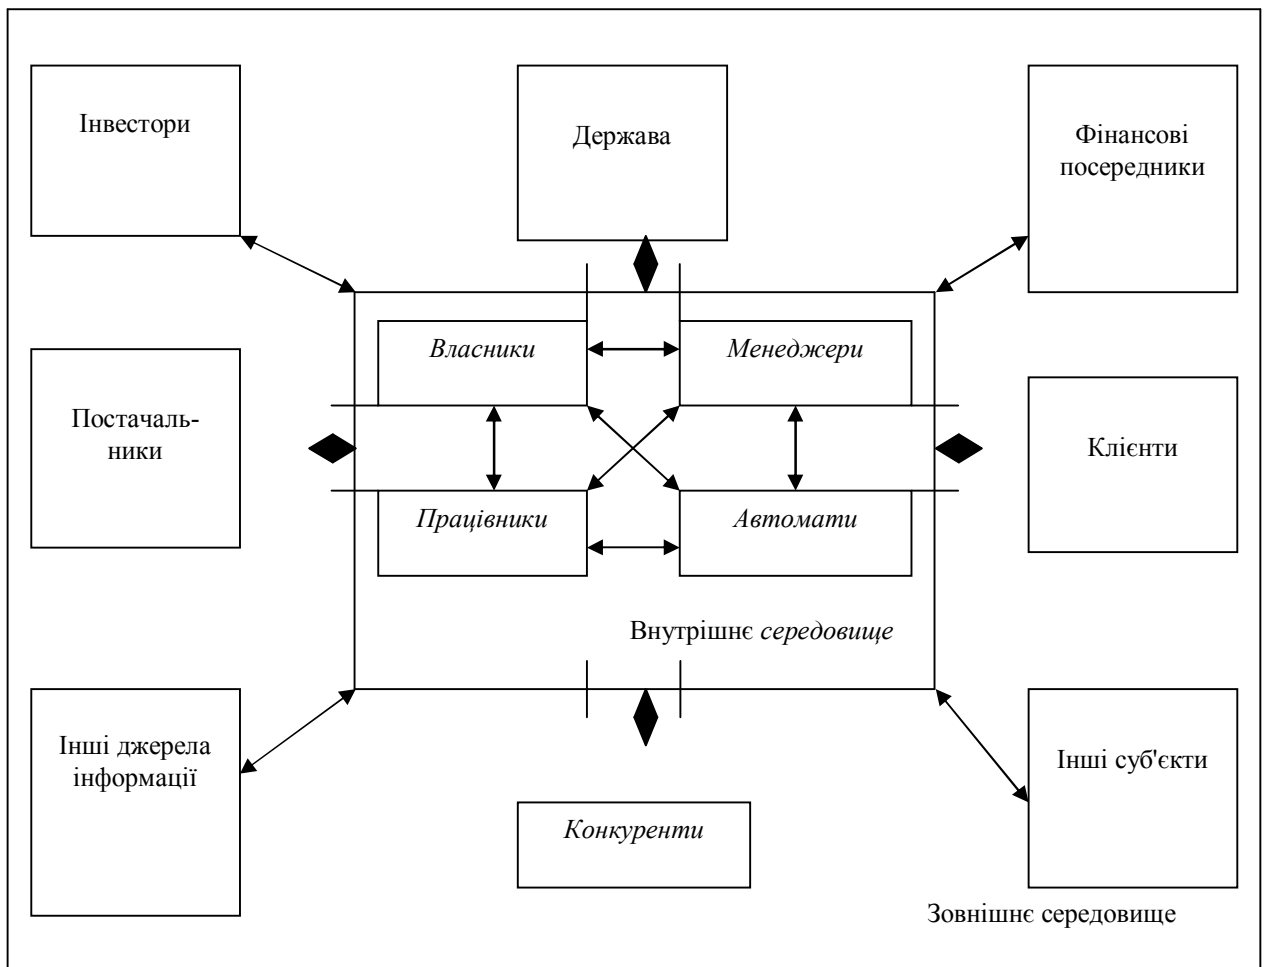 Інвестори
Держава
Фінансові
посередники
Власники
Менеджери
Постачаль-
ники
Клієнти
Працівники
Автомати
Внутрішнє середовище
Інші джерела
інформації
Інші суб'єкти
Конкуренти
Зовнішнє середовище